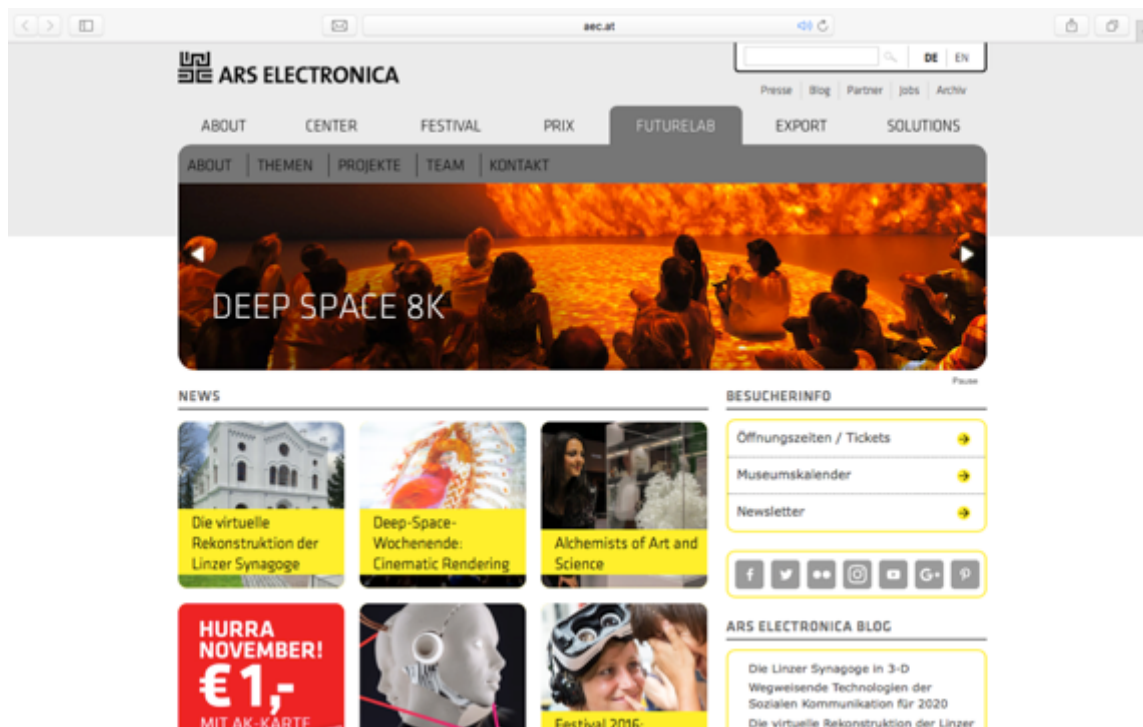 aec.at
ARS ELECTRONICA
DE EN
Presse Blog Partner Jobs Archiv
ABOUT CENTER FESTIVAL PRIX FUTURELAB EXPORT SOLUTIONS
ABOUT THEMEN PROJEKTE TEAM KONTAKT
DEEP SPACE 8K
Pause
NEWS
Die virtuelle
Rekonstruktion der
Linzer Synagoge
Deep-Space-
Wochenende:
Cinematic Rendering
Alchemists of Art and
Science
HURRA
NOVEMBER!
€ 1,-
MIT AK-KARTE
Festival 2016:
BESUCHERINFO
Öffnungszeiten / Tickets
Museumskalender
Newsletter
ARS ELECTRONICA BLOG
Die Linzer Synagoge in 3-D
Wegweisende Technologien der
Sozialen Kommunikation für 2020
Die virtuelle Rekonstruktion der Linzer